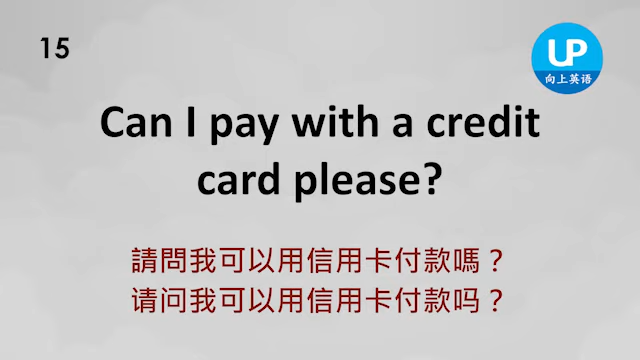 15
UP
向上英语
Can I pay with a credit
card please?
請問我可以用信用卡付款嗎？
请问我可以用信用卡付款吗？